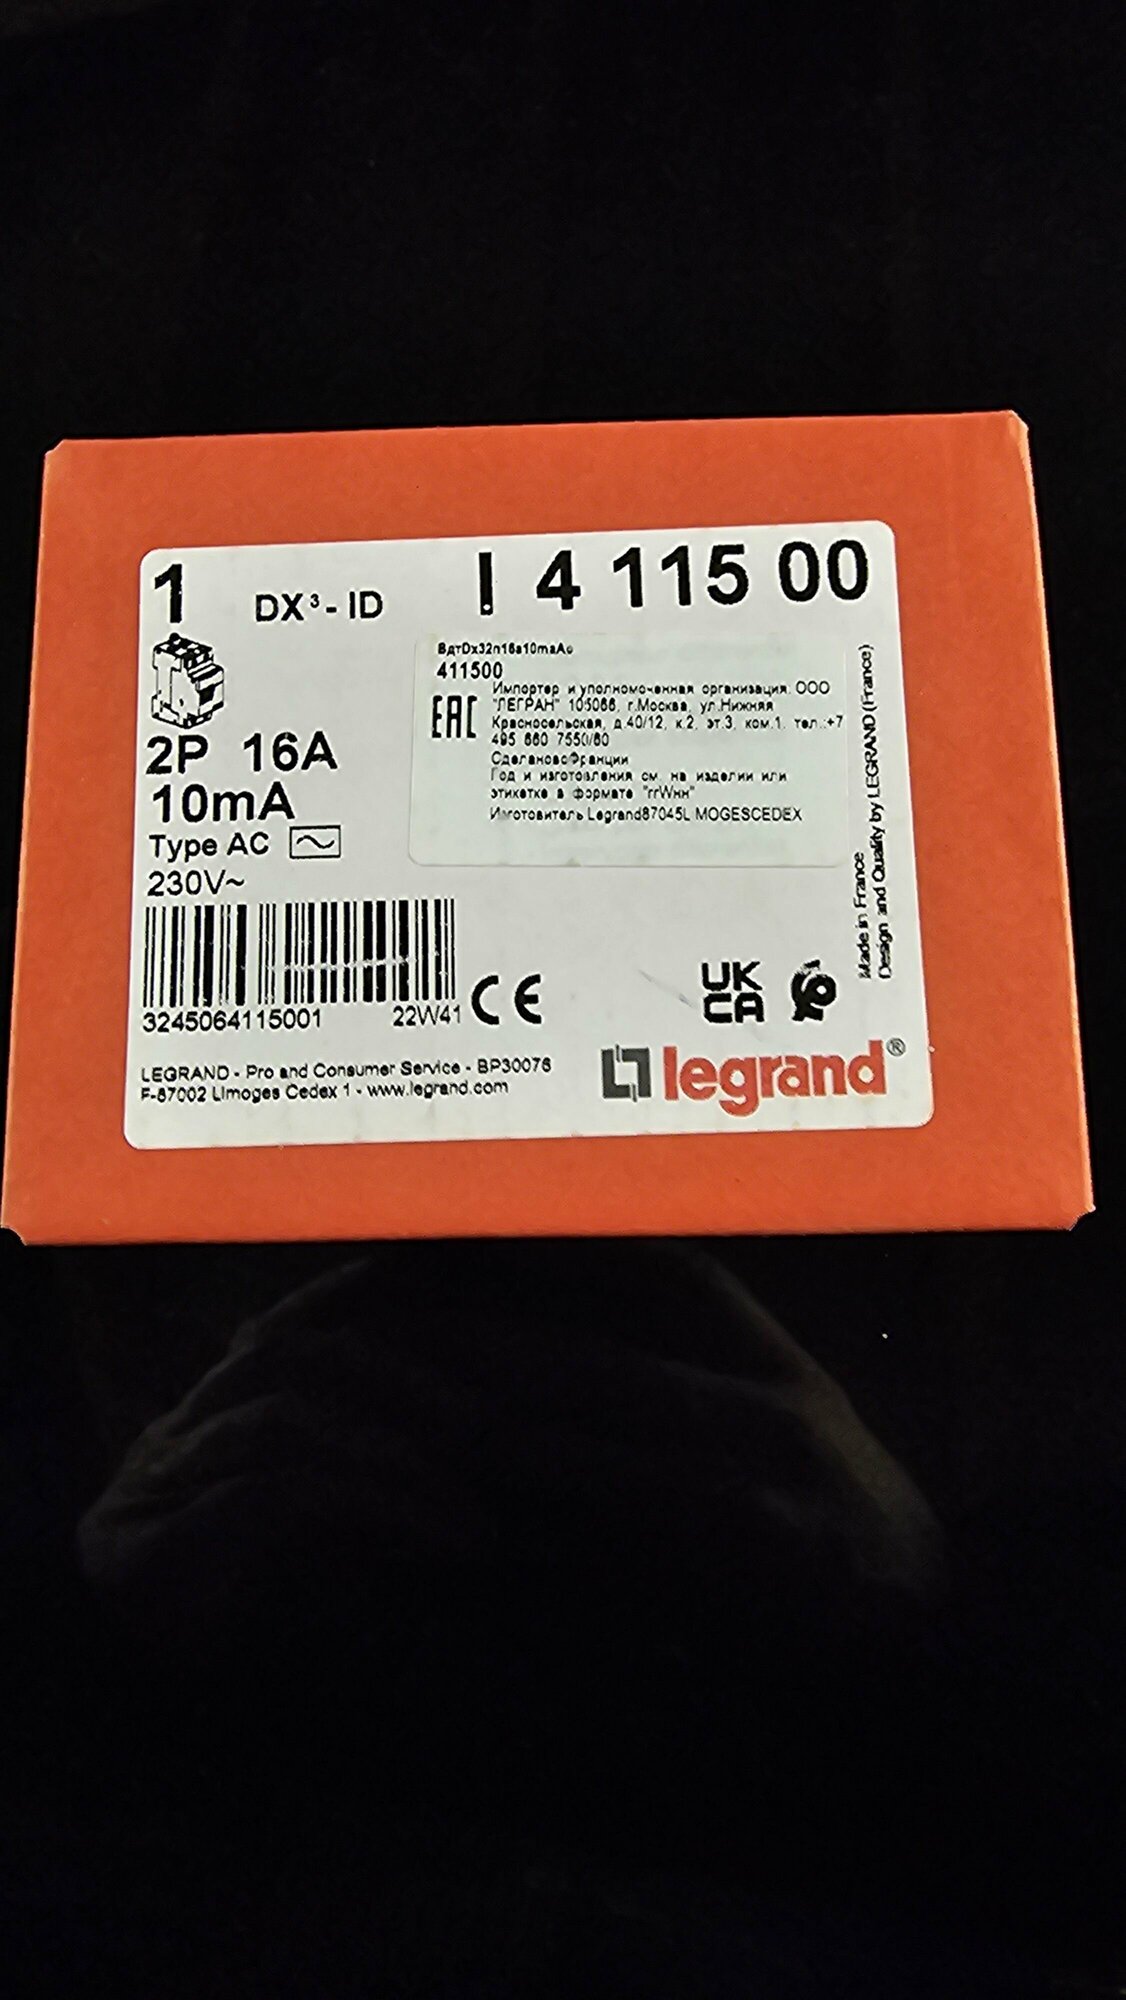 1 DX³ - ID ! 4 115 00
ВдтDx32п16а10mаAc
411500
EAC
Импортер и уполномоченная организация: ООО
"ЛЕГРАН" 105066, г.Москва, ул.Нижняя
Красносельская, д.40/12, к.2, эт.3, ком.1. тел.:+7
495 660 7550/60
СделановоФранции
Год и изготовления см. на изделии или
этикетке в формате "ггWнн"
Изготовитель Legrand87045L MOGESCEDEX
2P 16A
10mA
Type AC
230V~
3245064115001 22W41
CE
UK
CA
Made in France
Design and Quality by LEGRAND (France)
LEGRAND - Pro and Consumer Service - BP30076
F-87002 Limoges Cedex 1 - www.legrand.com
legrand®